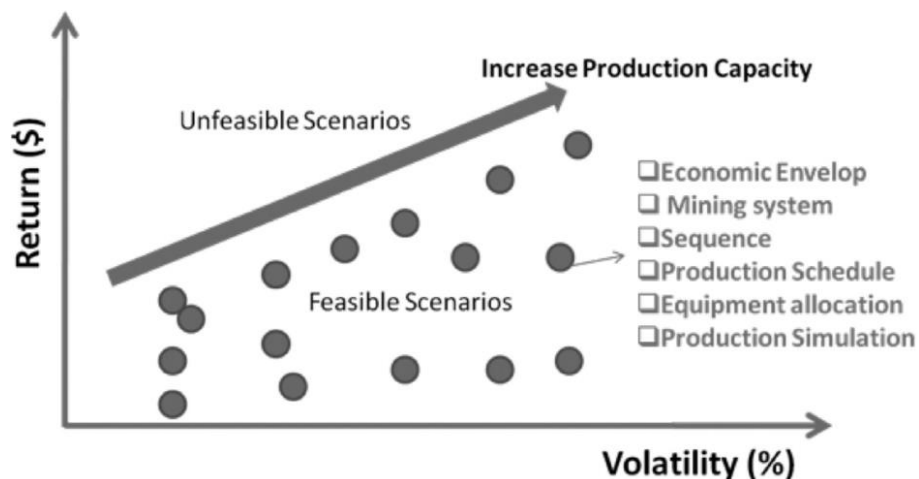 Increase Production Capacity
Unfeasible Scenarios
Return ($)
❑Economic Envelop
❑ Mining system
❑Sequence
❑Production Schedule
❑Equipment allocation
❑Production Simulation
Feasible Scenarios
Volatility (%)